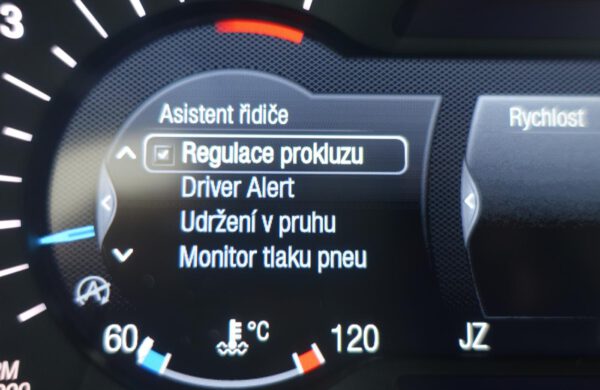 3
Asistent řidiče
Rychlost
Regulace prokluzu
Driver Alert
Udržení v pruhu
Monitor tlaku pneu
A
60 °C 120 JZ